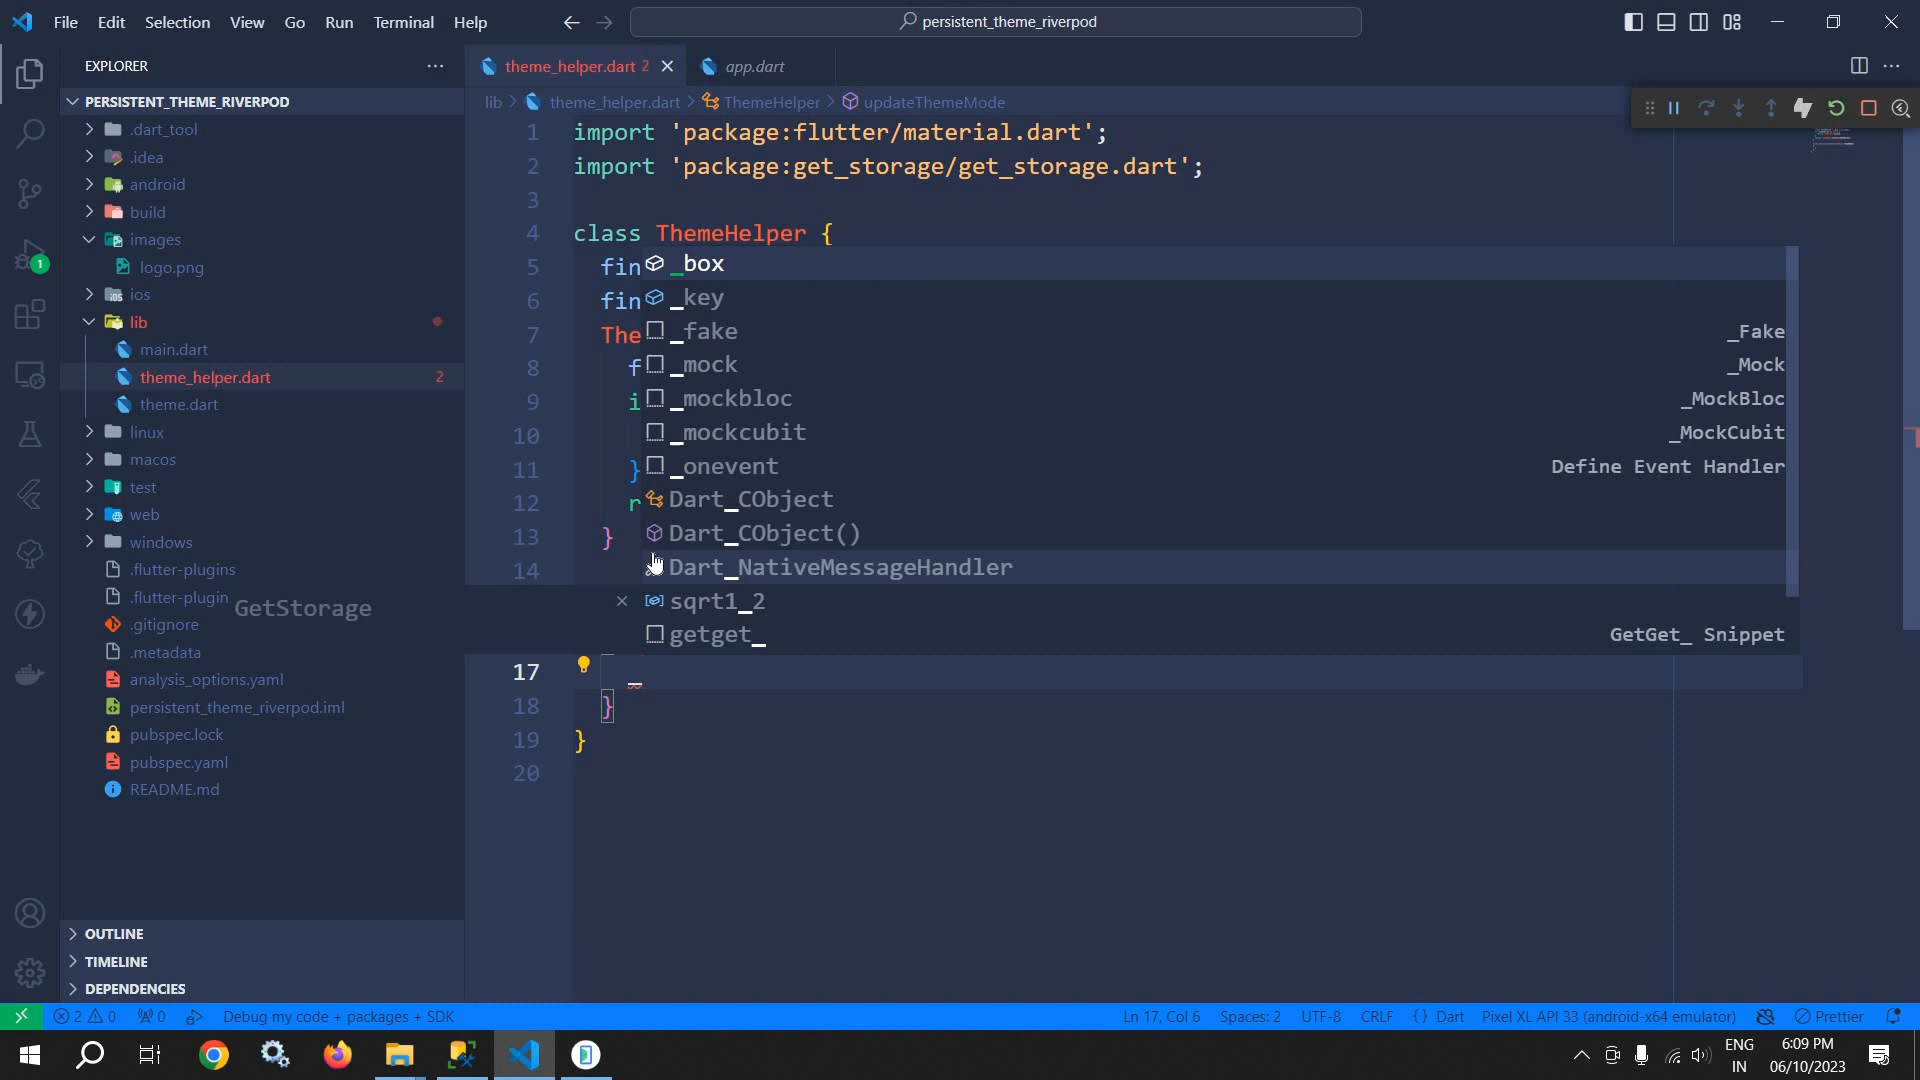 File Edit Selection View Go Run Terminal Help
persistent_theme_riverpod
EXPLORER
theme_helper.dart 2
app.dart
PERSISTENT_THEME_RIVERPOD
lib > theme_helper.dart > ThemeHelper > updateThemeMode
.dart_tool
.idea
android
build
images
logo.png
ios
lib
main.dart
theme_helper.dart 2
theme.dart
linux
macos
test
web
windows
.flutter-plugins
.flutter-plugin
GetStorage
.gitignore
.metadata
analysis_options.yaml
persistent_theme_riverpod.iml
pubspec.lock
pubspec.yaml
README.md
OUTLINE
TIMELINE
DEPENDENCIES
1 import 'package:flutter/material.dart';
2 import 'package:get_storage/get_storage.dart';
3
4 class ThemeHelper {
5 fin
6 fin
7 The
8 f
9 i
10
11 }
12 r
13 }
14
17 _
18 }
19 }
20
_box
_key
_fake _Fake
_mock _Mock
_mockbloc _MockBloc
_mockcubit _MockCubit
_onevent Define Event Handler
Dart_CObject
Dart_CObject()
Dart_NativeMessageHandler
sqrt1_2
getget_ GetGet_ Snippet
1
2 0 0 Debug my code + packages + SDK
Ln 17, Col 6 Spaces: 2 UTF-8 CRLF {} Dart Pixel XL API 33 (android-x64 emulator) Prettier
ENG
IN
6:09 PM
06/10/2023